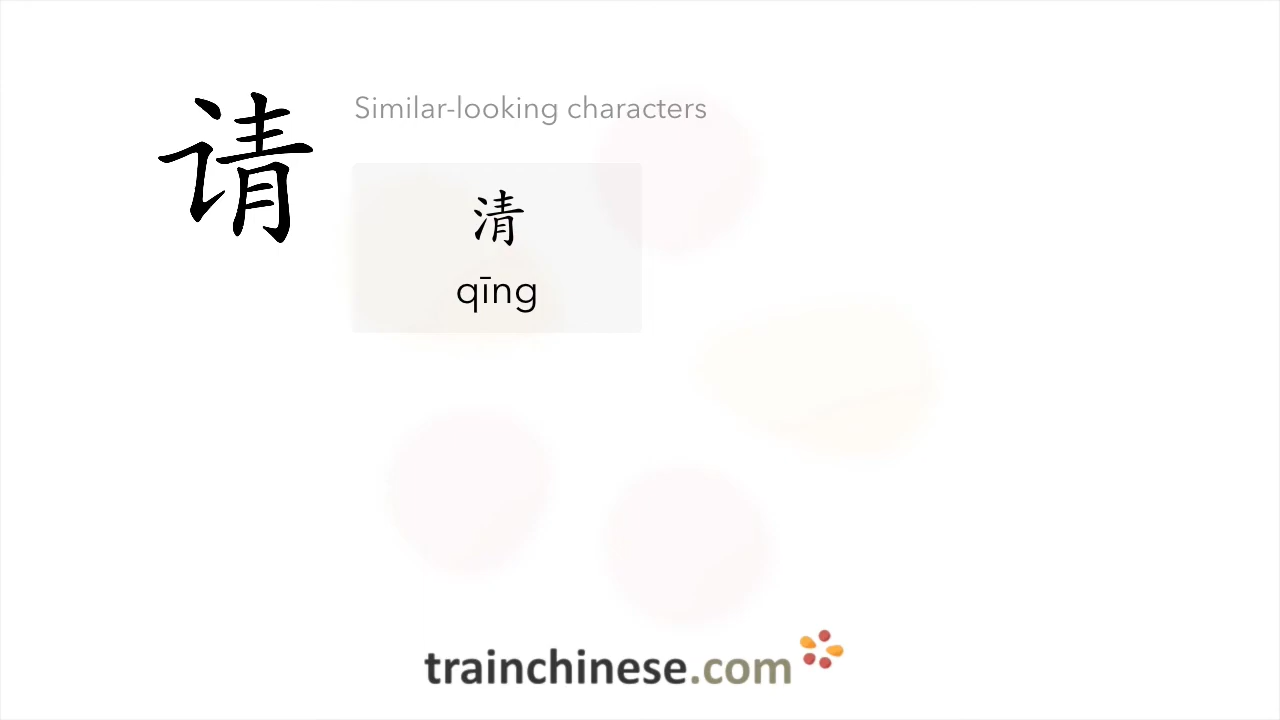 请
Similar-looking characters
清
qīng
trainchinese.com